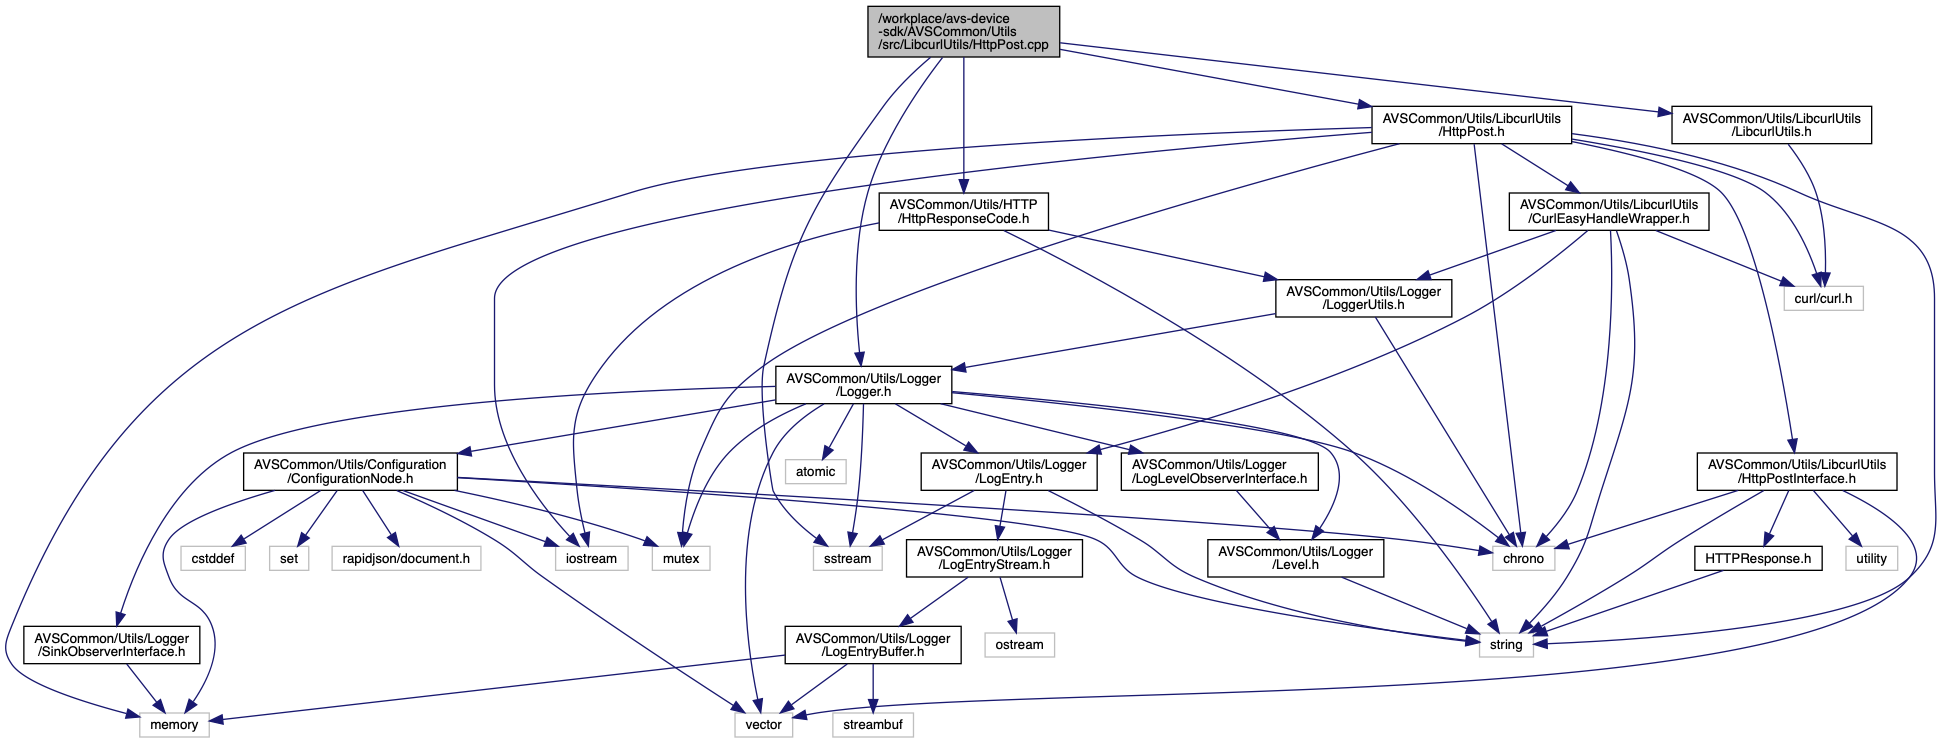 /workplace/avs-device
-sdk/AVSCommon/Utils
/src/LibcurlUtils/HttpPost.cpp
AVSCommon/Utils/LibcurlUtils
/HttpPost.h
AVSCommon/Utils/LibcurlUtils
/LibcurlUtils.h
AVSCommon/Utils/HTTP
/HttpResponseCode.h
AVSCommon/Utils/LibcurlUtils
/CurlEasyHandleWrapper.h
AVSCommon/Utils/Logger
/LoggerUtils.h
curl/curl.h
AVSCommon/Utils/Logger
/Logger.h
AVSCommon/Utils/Configuration
/ConfigurationNode.h
atomic
AVSCommon/Utils/Logger
/LogEntry.h
AVSCommon/Utils/Logger
/LogLevelObserverInterface.h
AVSCommon/Utils/LibcurlUtils
/HttpPostInterface.h
cstddef
set
rapidjson/document.h
iostream
mutex
sstream
AVSCommon/Utils/Logger
/LogEntryStream.h
AVSCommon/Utils/Logger
/Level.h
chrono
HTTPResponse.h
utility
AVSCommon/Utils/Logger
/SinkObserverInterface.h
AVSCommon/Utils/Logger
/LogEntryBuffer.h
ostream
string
memory
vector
streambuf